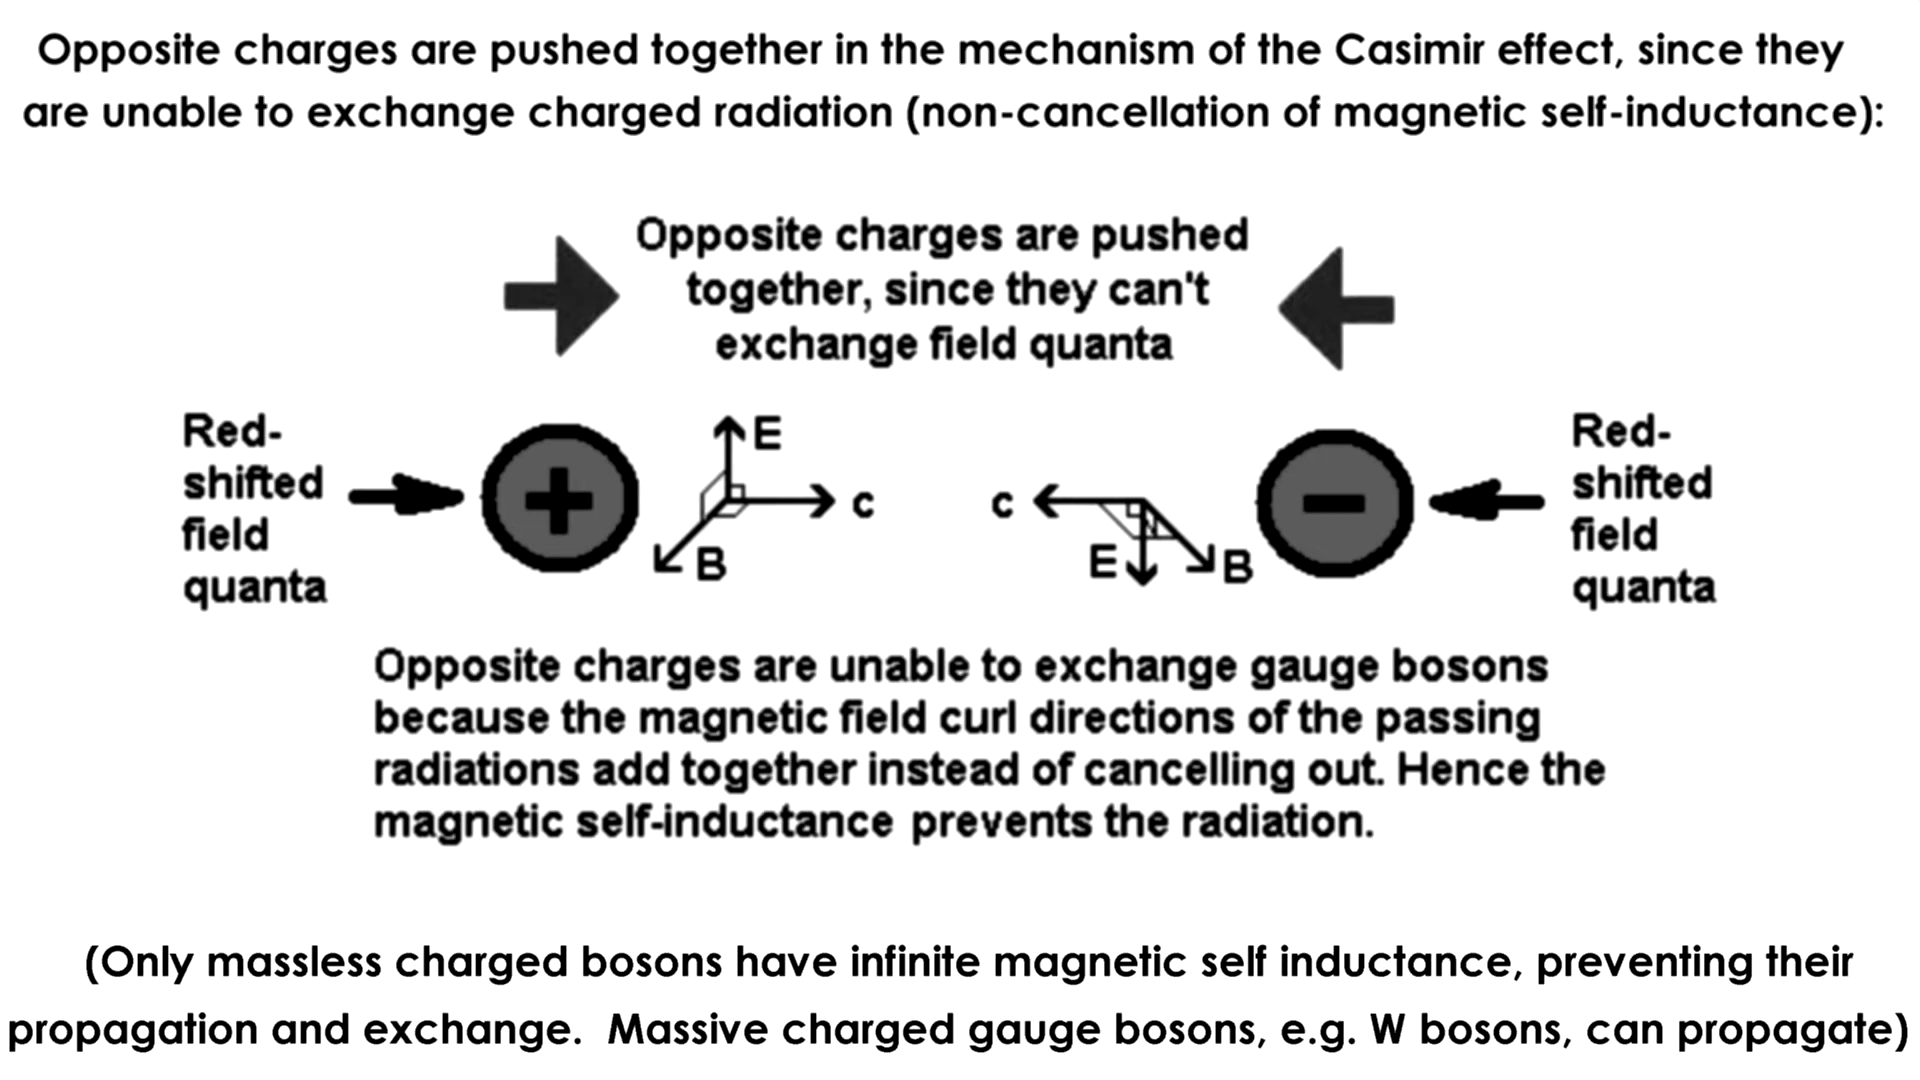 Opposite charges are pushed together in the mechanism of the Casimir effect, since they
are unable to exchange charged radiation (non-cancellation of magnetic self-inductance):
Opposite charges are pushed
together, since they can't
exchange field quanta
Red-
shifted
field
quanta
+
E
c
B
c
E
B
−
Red-
shifted
field
quanta
Opposite charges are unable to exchange gauge bosons
because the magnetic field curl directions of the passing
radiations add together instead of cancelling out. Hence the
magnetic self-inductance prevents the radiation.
(Only massless charged bosons have infinite magnetic self inductance, preventing their
propagation and exchange.  Massive charged gauge bosons, e.g. W bosons, can propagate)